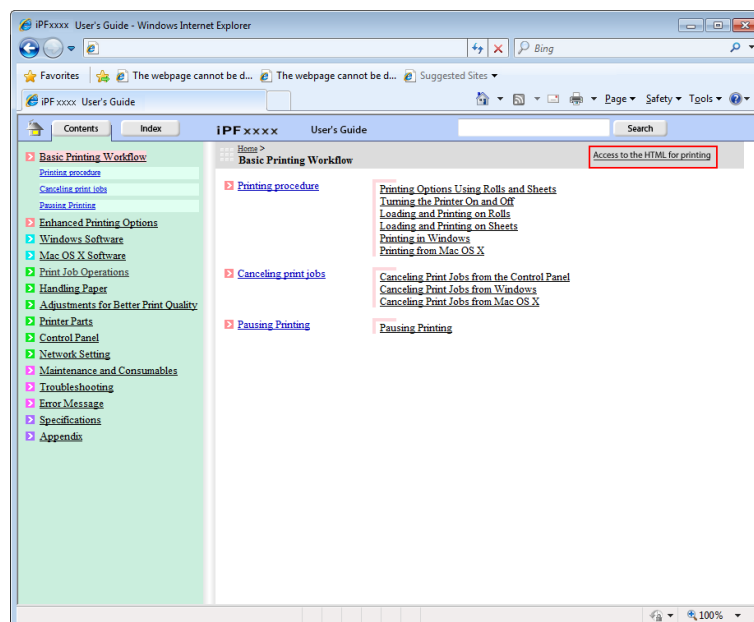 iPFxxxx User's Guide - Windows Internet Explorer
Bing
Favorites The webpage cannot be d... The webpage cannot be d... Suggested Sites
iPF xxxx User's Guide
Page Safety Tools
Contents Index iPF xxxx User's Guide Search
Home >
Basic Printing Workflow
Access to the HTML for printing
Basic Printing Workflow
Printing procedure
Canceling print jobs
Pausing Printing
Enhanced Printing Options
Windows Software
Mac OS X Software
Print Job Operations
Handling Paper
Adjustments for Better Print Quality
Printer Parts
Control Panel
Network Setting
Maintenance and Consumables
Troubleshooting
Error Message
Specifications
Appendix
Printing procedure
Printing Options Using Rolls and Sheets
Turning the Printer On and Off
Loading and Printing on Rolls
Loading and Printing on Sheets
Printing in Windows
Printing from Mac OS X
Canceling print jobs
Canceling Print Jobs from the Control Panel
Canceling Print Jobs from Windows
Canceling Print Jobs from Mac OS X
Pausing Printing
Pausing Printing
100%